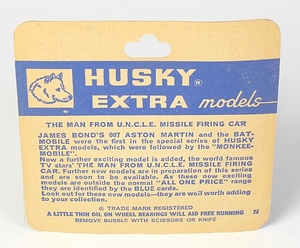 HUSKY®
EXTRA models
THE MAN FROM U.N.C.L.E. MISSILE FIRING CAR
JAMES BOND'S 007 ASTON MARTIN and the BAT-
MOBILE were the first in the special series of HUSKY
EXTRA models, which were followed by the "MONKEE-
MOBILE".
Now a further exciting model is added, the world famous
TV stars' 'THE MAN FROM U.N.C.L.E. MISSILE FIRING
CAR. Further new models are in preparation of this series
and are soon to be available. As these new exciting
models are outside the normal "ALL ONE PRICE" range
they are identified by the BLUE cards.
Look out for these new models—they are well worth adding
to your collection.
® TRADE MARK REGISTERED
A LITTLE THIN OIL ON WHEEL BEARINGS WILL AID FREE RUNNING
REMOVE BUBBLE WITH SCISSORS OR KNIFE
N